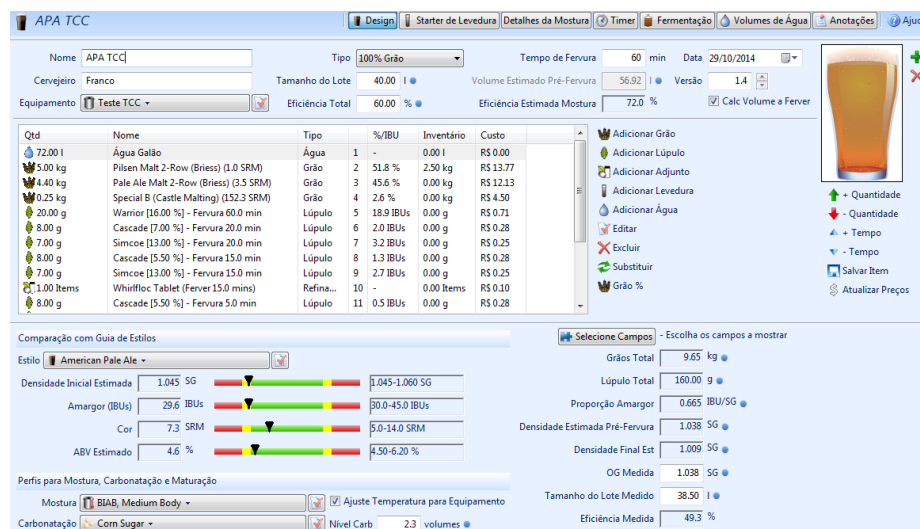 APA TCC Design Starter de Levedura Detalhes da Mostura Timer Fermentação Volumes de Água Anotações Ajuc
Nome APA TCC Tipo 100% Grão Tempo de Fervura 60 min Data 29/10/2014
Cervejeiro Franco Tamanho do Lote 40.00 l Volume Estimado Pré-Fervura 56.92 l Versão 1.4
Equipamento Teste TCC Eficiência Total 60.00 % Eficiência Estimada Mostura 72.0 % Calc Volume a Ferver
Qtd Nome Tipo %/IBU Inventário Custo
72.00 l Água Galão Água 1 - 0.00 l R$ 0.00
5.00 kg Pilsen Malt 2-Row (Briess) (1.0 SRM) Grão 2 51.8 % 2.50 kg R$ 13.77
4.40 kg Pale Ale Malt 2-Row (Briess) (3.5 SRM) Grão 3 45.6 % 0.00 kg R$ 12.13
0.25 kg Special B (Castle Malting) (152.3 SRM) Grão 4 2.6 % 0.00 kg R$ 4.50
20.00 g Warrior [16.00 %] - Fervura 60.0 min Lúpulo 5 18.9 IBUs 0.00 g R$ 0.71
8.00 g Cascade [7.00 %] - Fervura 20.0 min Lúpulo 6 2.0 IBUs 0.00 g R$ 0.28
7.00 g Simcoe [13.00 %] - Fervura 20.0 min Lúpulo 7 3.2 IBUs 0.00 g R$ 0.25
8.00 g Cascade [5.50 %] - Fervura 15.0 min Lúpulo 8 1.3 IBUs 0.00 g R$ 0.28
7.00 g Simcoe [13.00 %] - Fervura 15.0 min Lúpulo 9 2.7 IBUs 0.00 g R$ 0.25
1.00 Items Whirlfloc Tablet (Ferver 15.0 mins) Refina... 10 - 0.00 Items R$ 0.10
8.00 g Cascade [5.50 %] - Fervura 5.0 min Lúpulo 11 0.5 IBUs 0.00 g R$ 0.28
Adicionar Grão
Adicionar Lúpulo
Adicionar Adjunto
Adicionar Levedura
Adicionar Água
Editar
Excluir
Substituir
Grão %
+ Quantidade
- Quantidade
+ Tempo
- Tempo
Salvar Item
Atualizar Preços
Comparação com Guia de Estilos
Estilo American Pale Ale
Densidade Inicial Estimada 1.045 SG 1.045-1.060 SG
Amargor (IBUs) 29.6 IBUs 30.0-45.0 IBUs
Cor 7.3 SRM 5.0-14.0 SRM
ABV Estimado 4.6 % 4.50-6.20 %
Perfis para Mostura, Carbonatação e Maturação
Mostura BIAB, Medium Body Ajuste Temperatura para Equipamento
Carbonatação Corn Sugar Nível Carb 2.3 volumes
Selecione Campos - Escolha os campos a mostrar
Grãos Total 9.65 kg
Lúpulo Total 160.00 g
Proporção Amargor 0.665 IBU/SG
Densidade Estimada Pré-Fervura 1.038 SG
Densidade Final Est 1.009 SG
OG Medida 1.038 SG
Tamanho do Lote Medido 38.50 l
Eficiência Medida 49.3 %